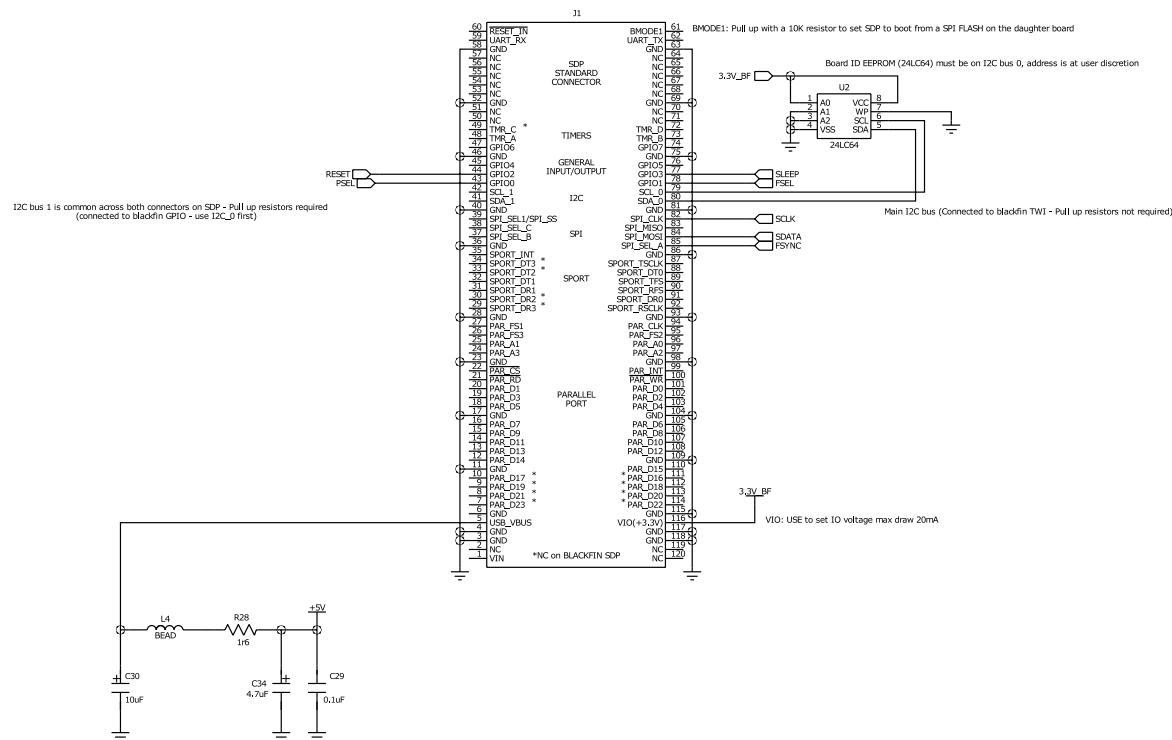 J1
60 RESET_IN BMODE1 61
BMODE1: Pull up with a 10K resistor to set SDP to boot from a SPI FLASH on the daughter board
59 UART_RX UART_TX 62
58 GND GND 63
57 NC NC 64
56 NC SDP NC 65
55 NC STANDARD NC 66
54 NC CONNECTOR NC 67
53 NC NC 68
52 GND GND 69
51 NC NC 70
50 NC NC 71
49 TMR_C * TMR_D 72
48 TMR_A TIMERS TMR_B 73
47 GPIO6 GPIO7 74
46 GND GND 75
45 GPIO4 GENERAL GPIO5 76
44 GPIO2 INPUT/OUTPUT GPIO3 77
43 GPIO0 GPIO1 78
42 SCL_1 SCL_0 79
41 SDA_1 I2C SDA_0 80
40 GND GND 81
39 SPI_SEL1/SPI_SS SPI_CLK 82
38 SPI_SEL_C SPI_MISO 83
37 SPI_SEL_B SPI SPI_MOSI 84
36 GND SPI_SEL_A 85
35 SPORT_INT GND 86
34 SPORT_DT3 * SPORT_TSCLK 87
33 SPORT_DT2 * SPORT_DT0 88
32 SPORT_DT1 SPORT SPORT_TFS 89
31 SPORT_DR1 SPORT_RFS 90
30 SPORT_DR2 * SPORT_DR0 91
29 SPORT_DR3 * SPORT_RSCLK 92
28 GND GND 93
27 PAR_FS1 PAR_CLK 94
26 PAR_FS3 PAR_FS2 95
25 PAR_A1 PAR_A0 96
24 PAR_A3 PAR_A2 97
23 GND GND 98
22 PAR_CS PAR_INT 99
21 PAR_RD PAR_WR 100
20 PAR_D1 PAR_D0 101
19 PAR_D3 PARALLEL PAR_D2 102
18 PAR_D5 PORT PAR_D4 103
17 GND GND 104
16 PAR_D7 PAR_D6 105
15 PAR_D9 PAR_D8 106
14 PAR_D11 PAR_D10 107
13 PAR_D13 PAR_D12 108
12 PAR_D14 GND 109
11 GND PAR_D15 110
10 PAR_D17 * * PAR_D16 111
9 PAR_D19 * * PAR_D18 112
8 PAR_D21 * * PAR_D20 113
7 PAR_D23 * * PAR_D22 114
6 GND GND 115
5 USB_VBUS VIO(+3.3V) 116
4 GND GND 117
3 GND GND 118
2 NC NC 119
1 VIN *NC on BLACKFIN SDP NC 120
Board ID EEPROM (24LC64) must be on I2C bus 0, address is at user discretion
3.3V_BF
U2
1 A0 VCC 8
2 A1 WP 7
3 A2 SCL 6
4 VSS SDA 5
24LC64
RESET
PSEL
SLEEP
FSEL
I2C bus 1 is common across both connectors on SDP - Pull up resistors required
(connected to blackfin GPIO - use I2C_0 first)
Main I2C bus (Connected to blackfin TWI - Pull up resistors not required)
SCLK
SDATA
FSYNC
3.3V_BF
VIO: USE to set IO voltage max draw 20mA
L4
BEAD
R28
1r6
+5V
C30
10uF
C34
4.7uF
C29
0.1uF